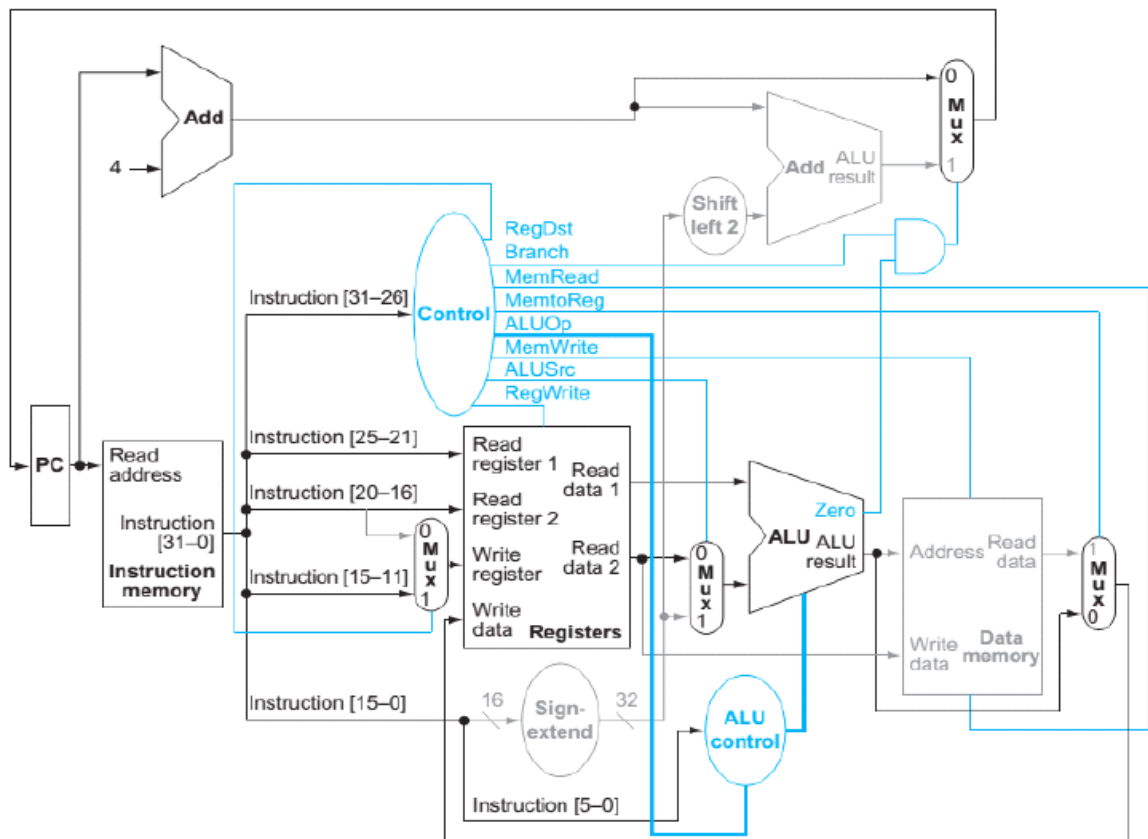 Add
4
0
Mux
1
Add
ALU
result
Shift
left 2
RegDst
Branch
MemRead
MemtoReg
ALUOp
MemWrite
ALUSrc
RegWrite
Control
Instruction [31–26]
PC
Read
address
Instruction
[31–0]
Instruction
memory
Instruction [25–21]
Instruction [20–16]
0
Mux
1
Instruction [15–11]
Read
register 1
Read
register 2
Write
register
Write
data
Read
data 1
Read
data 2
Registers
0
Mux
1
Zero
ALU
ALU
result
Address
Read
data
Write
data
Data
memory
1
Mux
0
Instruction [15–0]
16
Sign-
extend
32
ALU
control
Instruction [5–0]